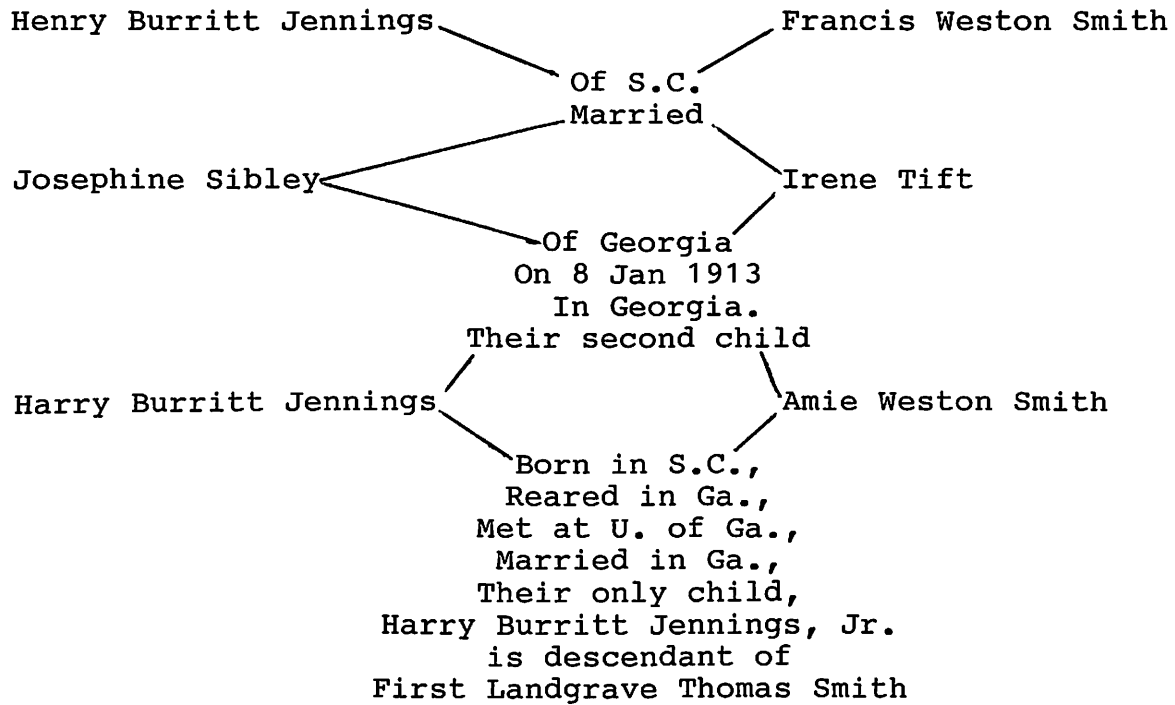 Henry Burritt Jennings Francis Weston Smith
Of S.C.
Married
Josephine Sibley Irene Tift
Of Georgia
On 8 Jan 1913
In Georgia.
Their second child
Harry Burritt Jennings Amie Weston Smith
Born in S.C.,
Reared in Ga.,
Met at U. of Ga.,
Married in Ga.,
Their only child,
Harry Burritt Jennings, Jr.
is descendant of
First Landgrave Thomas Smith